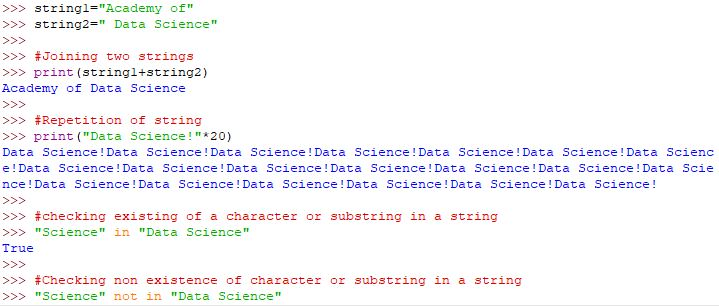 >>> string1="Academy of"
>>> string2=" Data Science"
>>>
>>> #Joining two strings
>>> print(string1+string2)
Academy of Data Science
>>>
>>> #Repetition of string
>>> print("Data Science!"*20)
Data Science!Data Science!Data Science!Data Science!Data Science!Data Science!Data Scienc
e!Data Science!Data Science!Data Science!Data Science!Data Science!Data Science!Data Scie
nce!Data Science!Data Science!Data Science!Data Science!Data Science!Data Science!
>>>
>>> #checking existing of a character or substring in a string
>>> "Science" in "Data Science"
True
>>>
>>> #Checking non existence of character or substring in a string
>>> "Science" not in "Data Science"